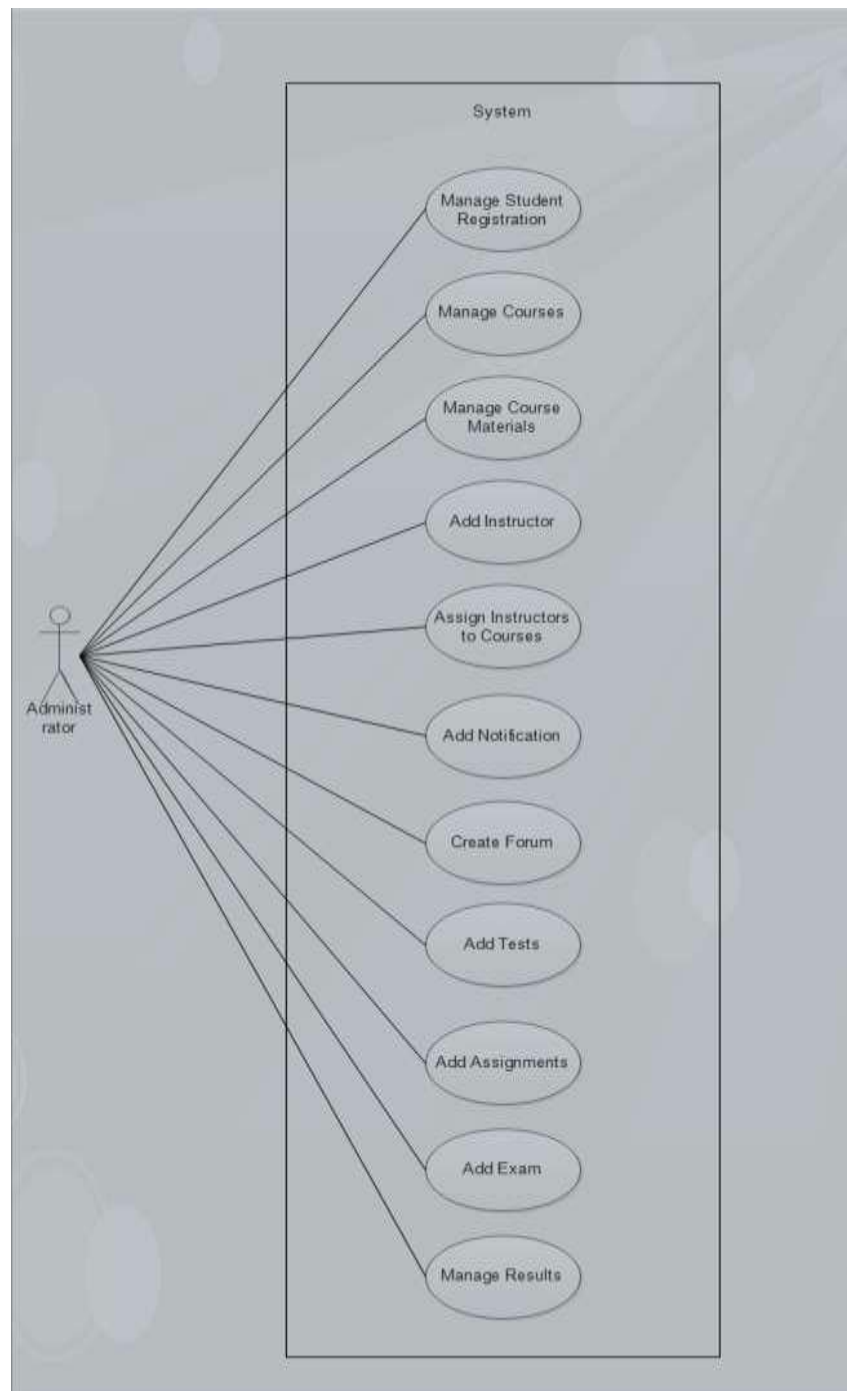 System
Manage Student
Registration
Manage Courses
Manage Course
Materials
Add Instructor
Assign Instructors
to Courses
Administ
rator
Add Notification
Create Forum
Add Tests
Add Assignments
Add Exam
Manage Results